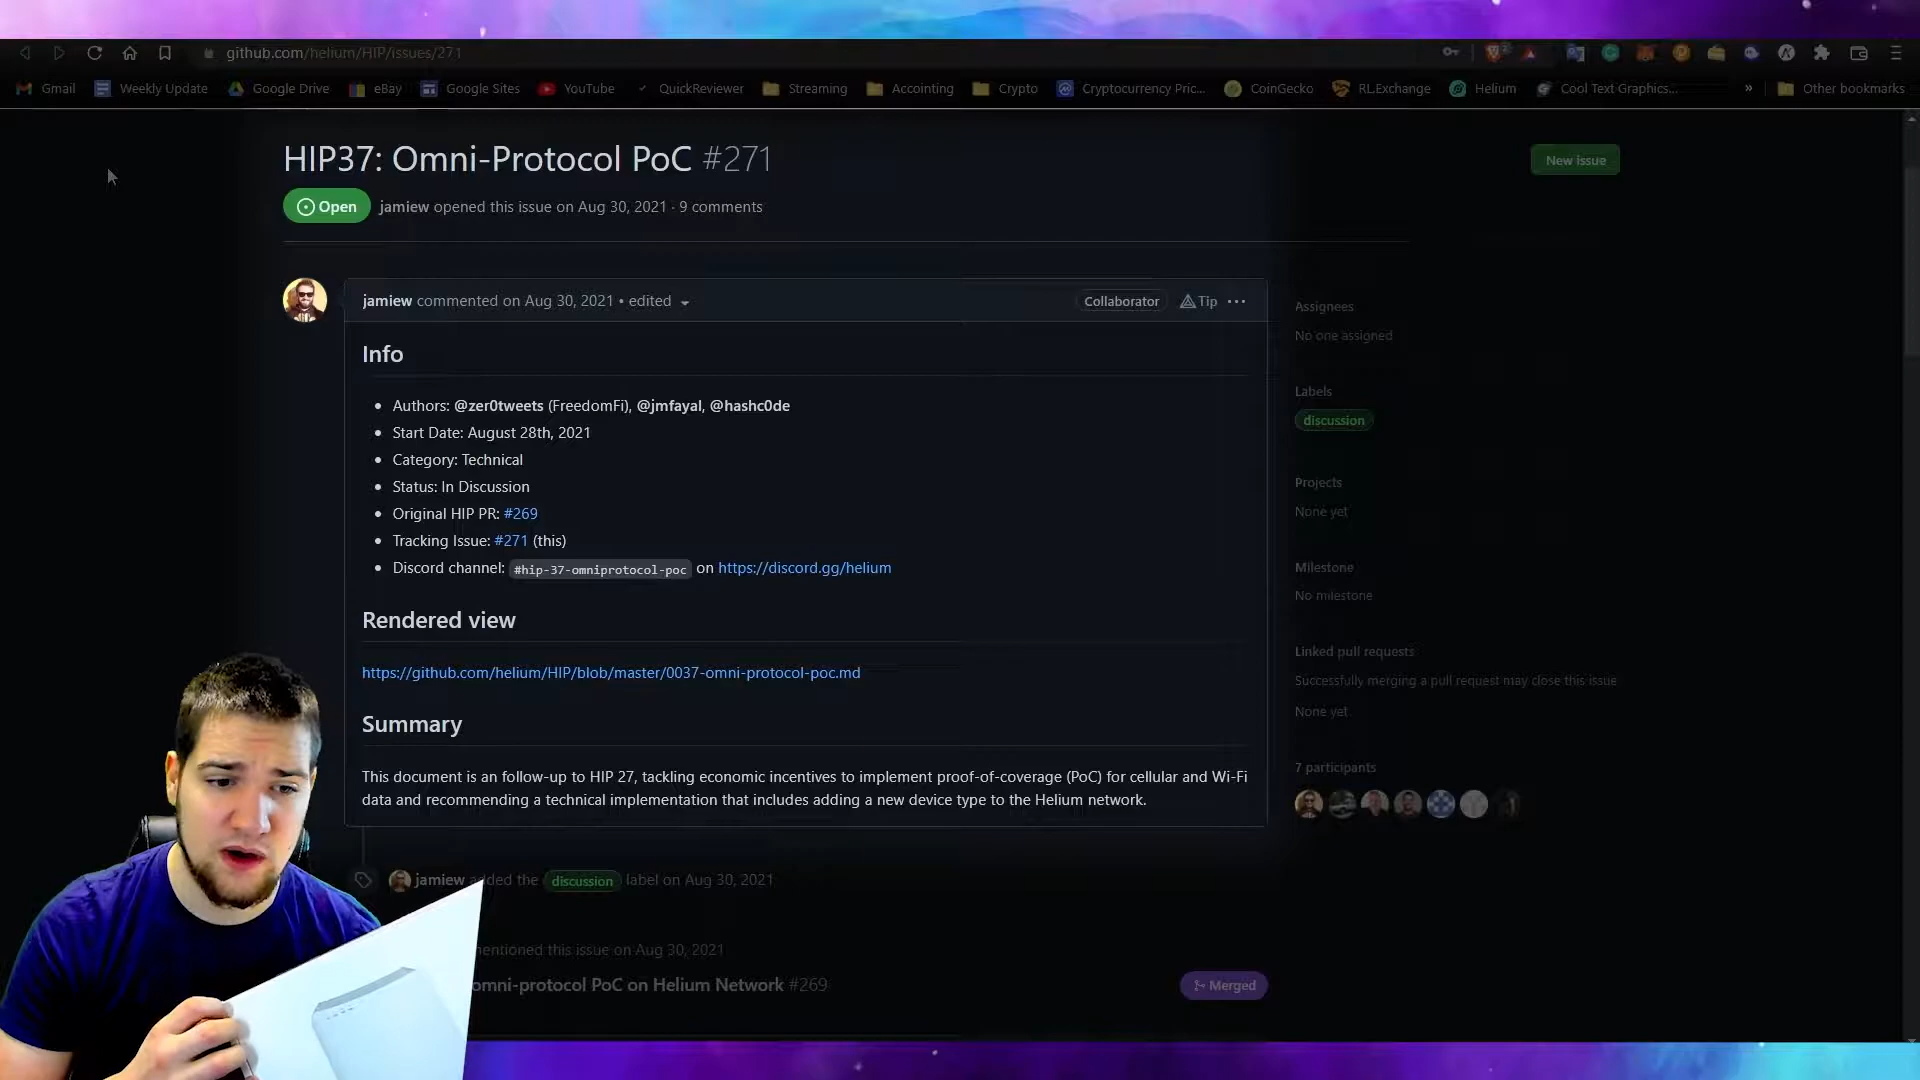 github.com/helium/HIP/issues/271
Gmail Weekly Update Google Drive eBay Google Sites YouTube QuickReviewer Streaming Accointing Crypto Cryptocurrency Pric... CoinGecko RLExchange Helium Cool Text Graphics... » Other bookmarks
HIP37: Omni-Protocol PoC #271
New issue
Open jamiew opened this issue on Aug 30, 2021 · 9 comments
jamiew commented on Aug 30, 2021 • edited Collaborator Tip ...
Info
• Authors: @zer0tweets (FreedomFi), @jmfayal, @hashc0de
• Start Date: August 28th, 2021
• Category: Technical
• Status: In Discussion
• Original HIP PR: #269
• Tracking Issue: #271 (this)
• Discord channel: #hip-37-omniprotocol-poc on https://discord.gg/helium
Rendered view
https://github.com/helium/HIP/blob/master/0037-omni-protocol-poc.md
Summary
This document is an follow-up to HIP 27, tackling economic incentives to implement proof-of-coverage (PoC) for cellular and Wi-Fi
data and recommending a technical implementation that includes adding a new device type to the Helium network.
jamiew added the discussion label on Aug 30, 2021
mentioned this issue on Aug 30, 2021
omni-protocol PoC on Helium Network #269
Merged
Assignees
No one assigned
Labels
discussion
Projects
None yet
Milestone
No milestone
Linked pull requests
Successfully merging a pull request may close this issue
None yet
7 participants